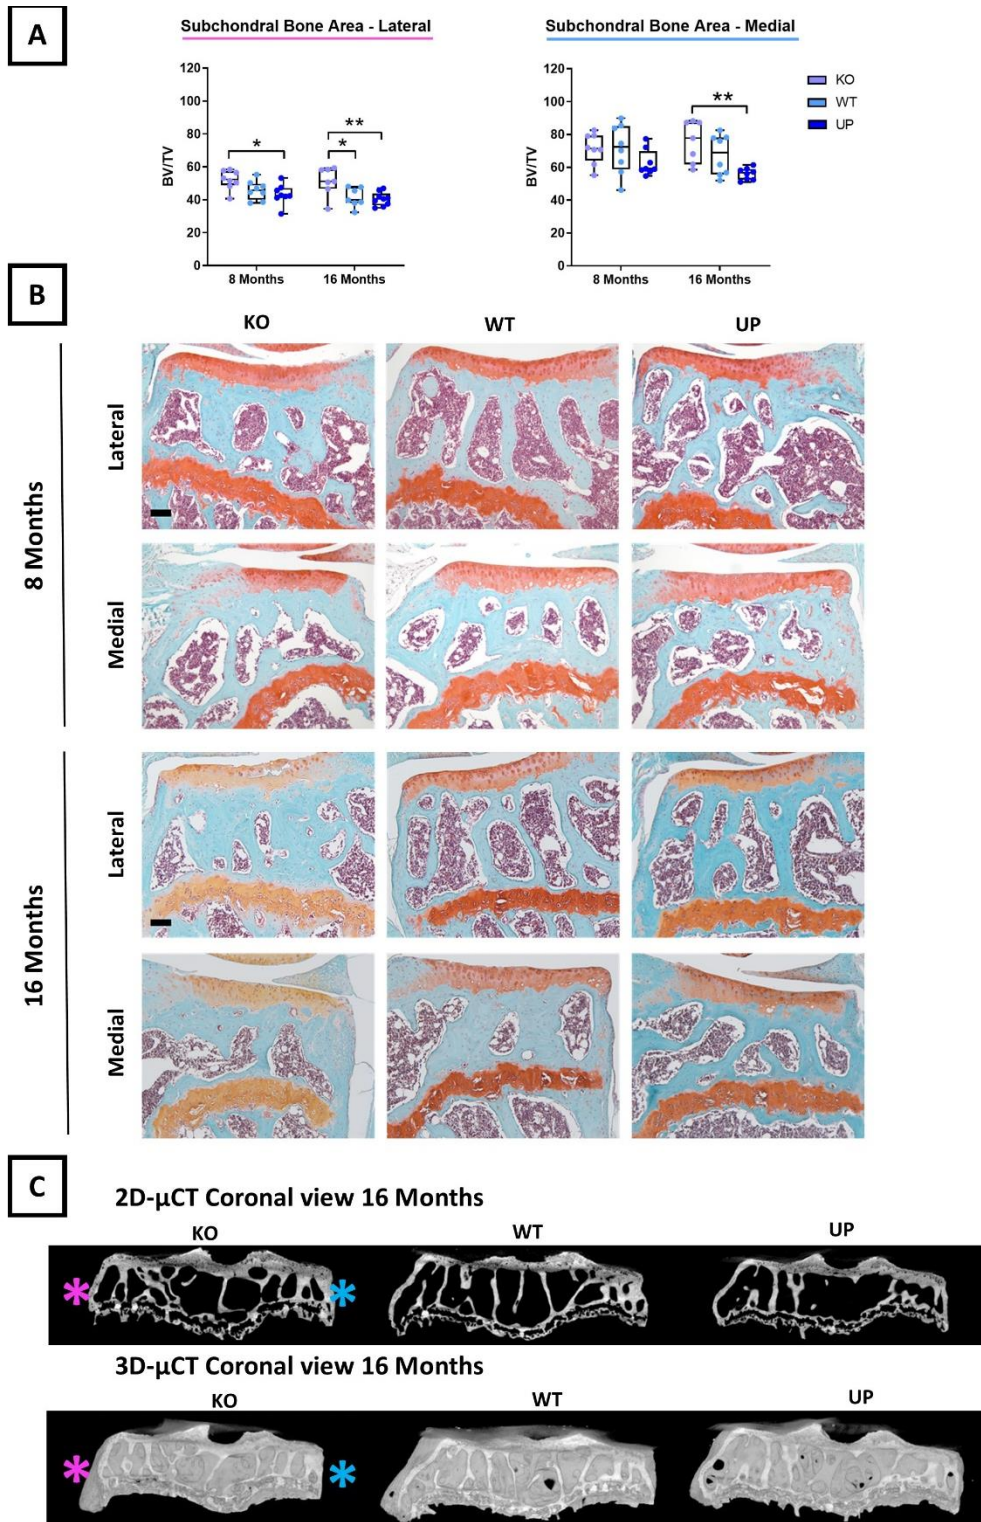 A
Subchondral Bone Area - Lateral
Subchondral Bone Area - Medial
BV/TV
120
100
80
60
40
20
0
*
**
*
8 Months
16 Months
BV/TV
120
100
80
60
40
20
0
**
8 Months
16 Months
KO
WT
UP
B
KO
WT
UP
8 Months
Lateral
Medial
16 Months
Lateral
Medial
C
2D-μCT Coronal view 16 Months
KO
WT
UP
*
*
3D-μCT Coronal view 16 Months
KO
WT
UP
*
*